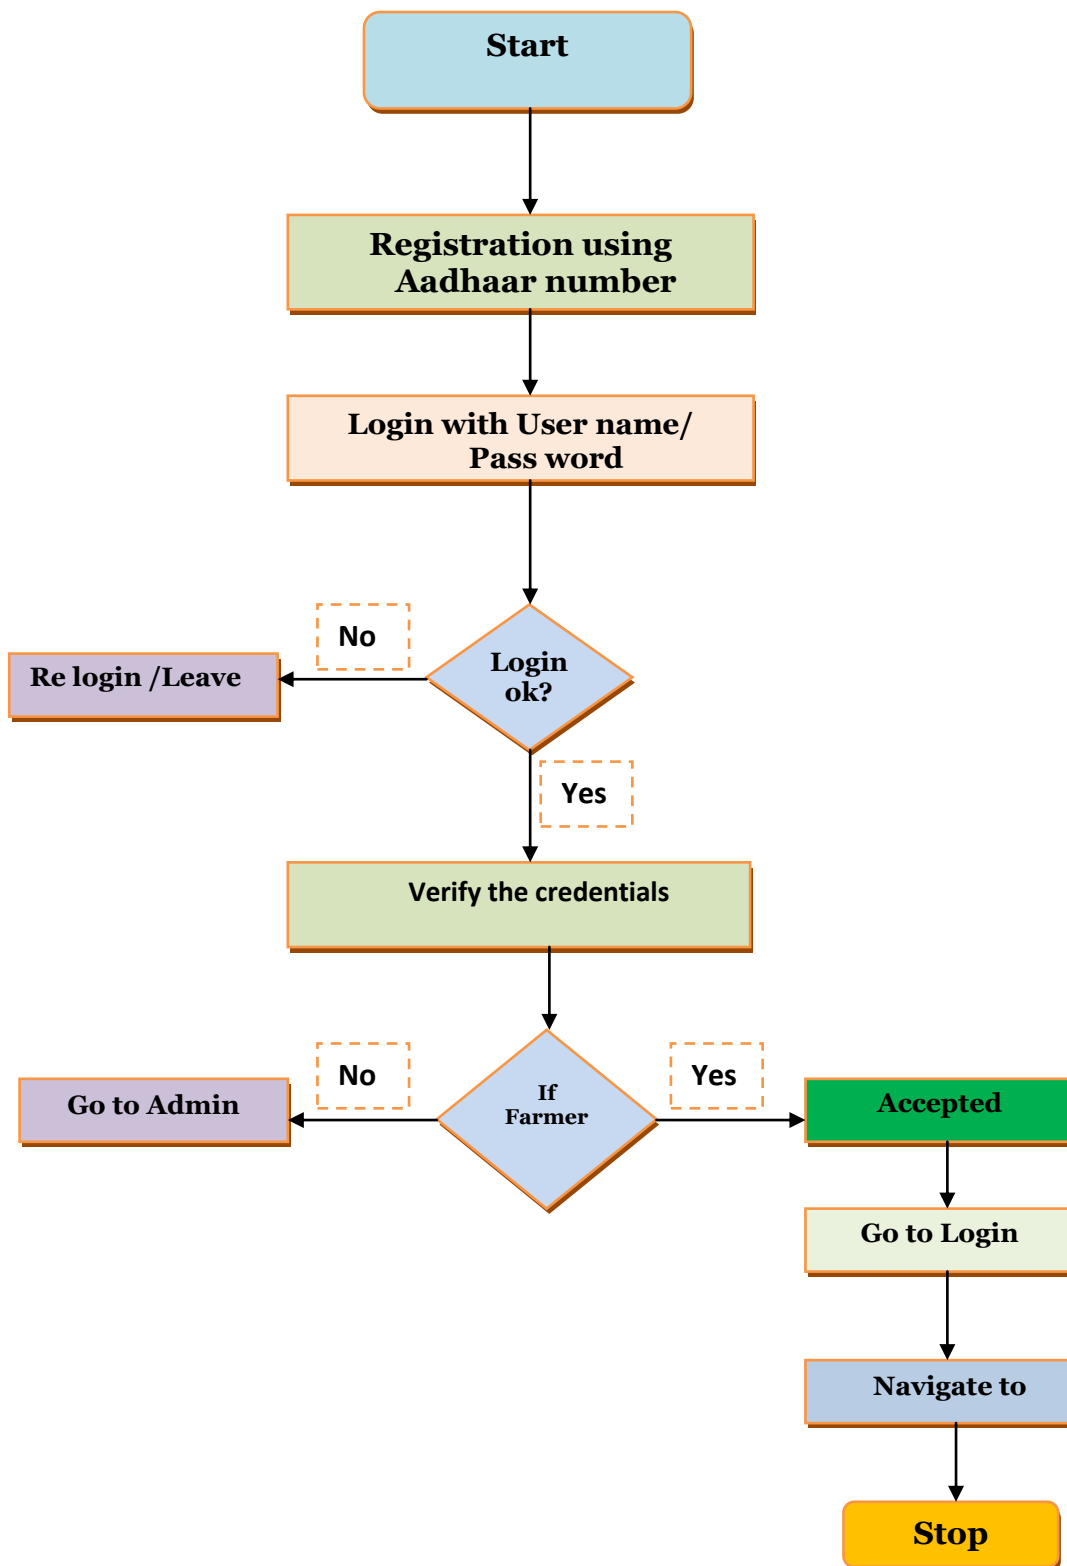 Start
Registration using
Aadhaar number
Login with User name/
Pass word
No
Login
ok?
Re login /Leave
Yes
Verify the credentials
No
Yes
If
Farmer
Go to Admin
Accepted
Go to Login
Navigate to
Stop